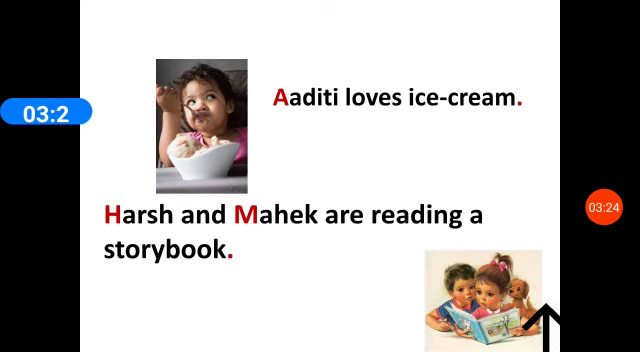 03:2
Aaditi loves ice-cream.
03:24
Harsh and Mahek are reading a
storybook.